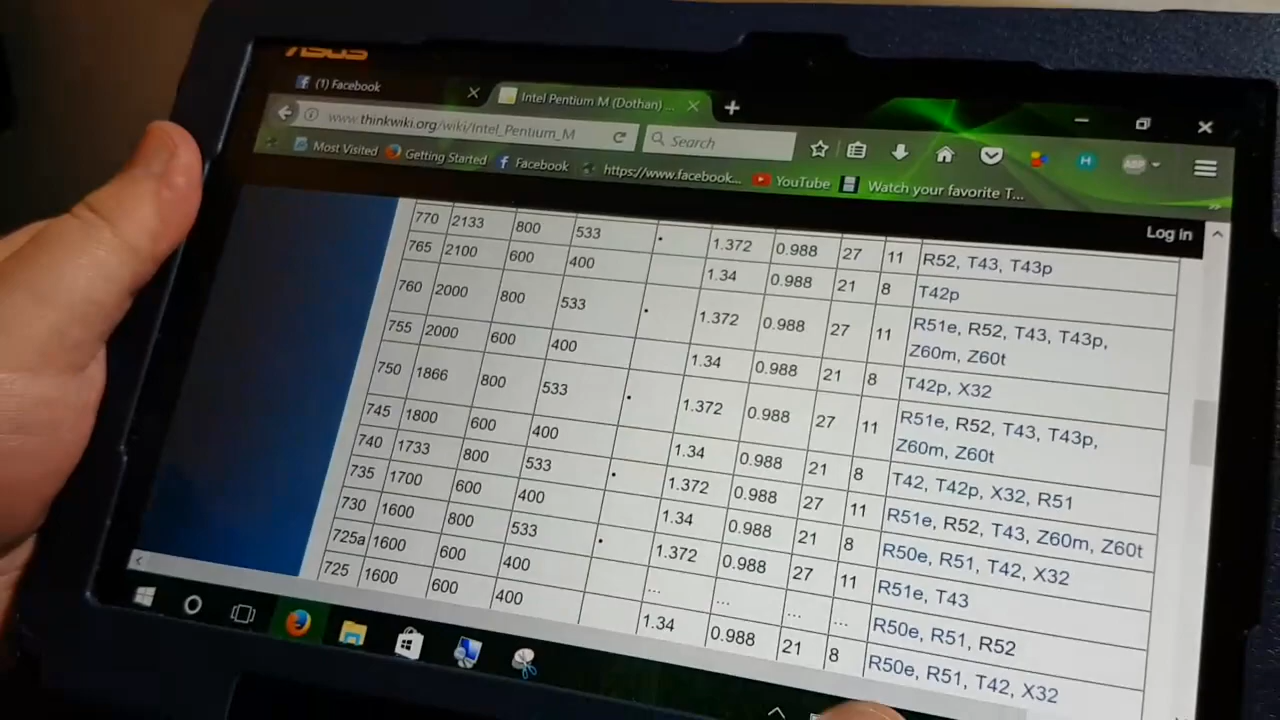 ASUS
(1) Facebook
Intel Pentium M (Dothan) ...
www.thinkwiki.org/wiki/Intel_Pentium_M
Search
ABP
Most Visited Getting Started Facebook https://www.facebook... YouTube Watch your favorite T...
Log in
770 2133 800 533 • 1.372 0.988 27 11 R52, T43, T43p
765 2100 600 400 1.34 0.988 21 8 T42p
760 2000 800 533 • 1.372 0.988 27 11 R51e, R52, T43, T43p,
Z60m, Z60t
755 2000 600 400 1.34 0.988 21 8 T42p, X32
750 1866 800 533 • 1.372 0.988 27 11 R51e, R52, T43, T43p,
Z60m, Z60t
745 1800 600 400 1.34 0.988 21 8 T42, T42p, X32, R51
740 1733 800 533 • 1.372 0.988 27 11 R51e, R52, T43, Z60m, Z60t
735 1700 600 400 1.34 0.988 21 8 R50e, R51, T42, X32
730 1600 800 533 • 1.372 0.988 27 11 R51e, T43
725a 1600 600 400 ... ... ... ... R50e, R51, R52
725 1600 600 400 1.34 0.988 21 8 R50e, R51, T42, X32